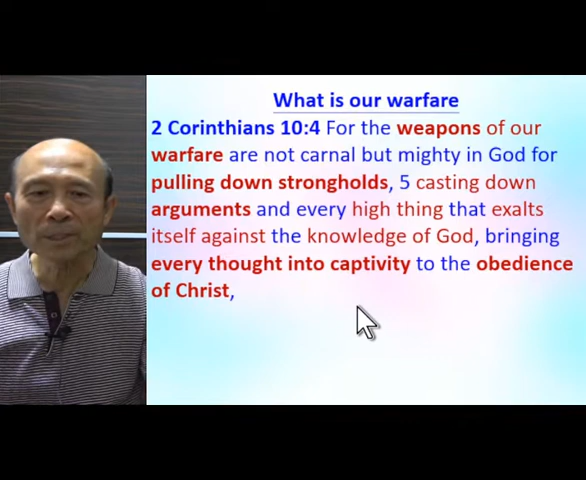 What is our warfare
2 Corinthians 10:4 For the weapons of our
warfare are not carnal but mighty in God for
pulling down strongholds, 5 casting down
arguments and every high thing that exalts
itself against the knowledge of God, bringing
every thought into captivity to the obedience
of Christ,